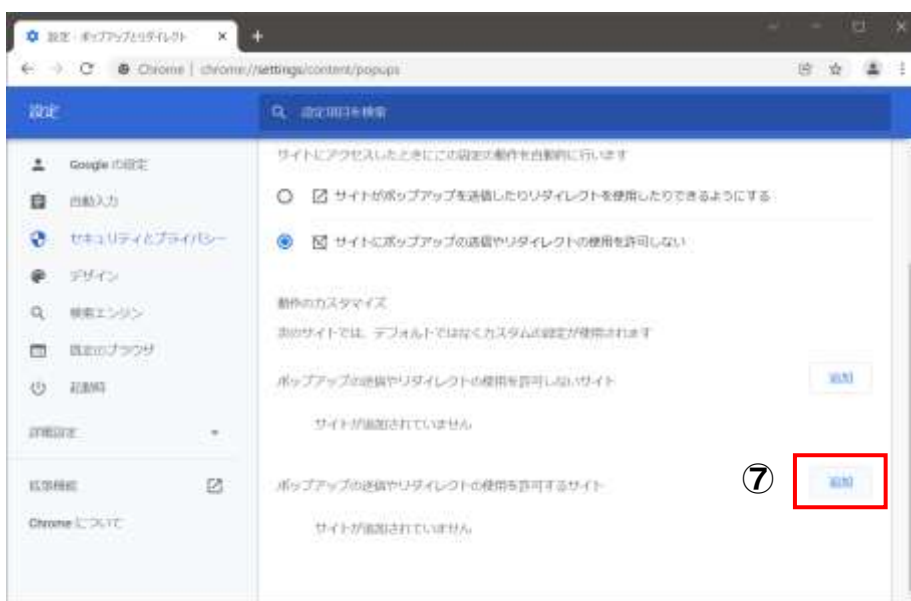 設定 - ポップアップとリダイレクト
Chrome | chrome://settings/content/popups
設定
設定項目を検索
サイトにアクセスしたときにこの設定の動作を自動的に行います
Google の設定
サイトがポップアップを送信したりリダイレクトを使用したりできるようにする
自動入力
セキュリティとプライバシー
サイトにポップアップの送信やリダイレクトの使用を許可しない
デザイン
動作のカスタマイズ
検索エンジン
次のサイトでは、デフォルトではなくカスタムの設定が使用されます
既定のブラウザ
ポップアップの送信やリダイレクトの使用を許可しないサイト
追加
起動時
サイトが追加されていません
詳細設定
拡張機能
ポップアップの送信やリダイレクトの使用を許可するサイト
⑦
追加
Chrome について
サイトが追加されていません